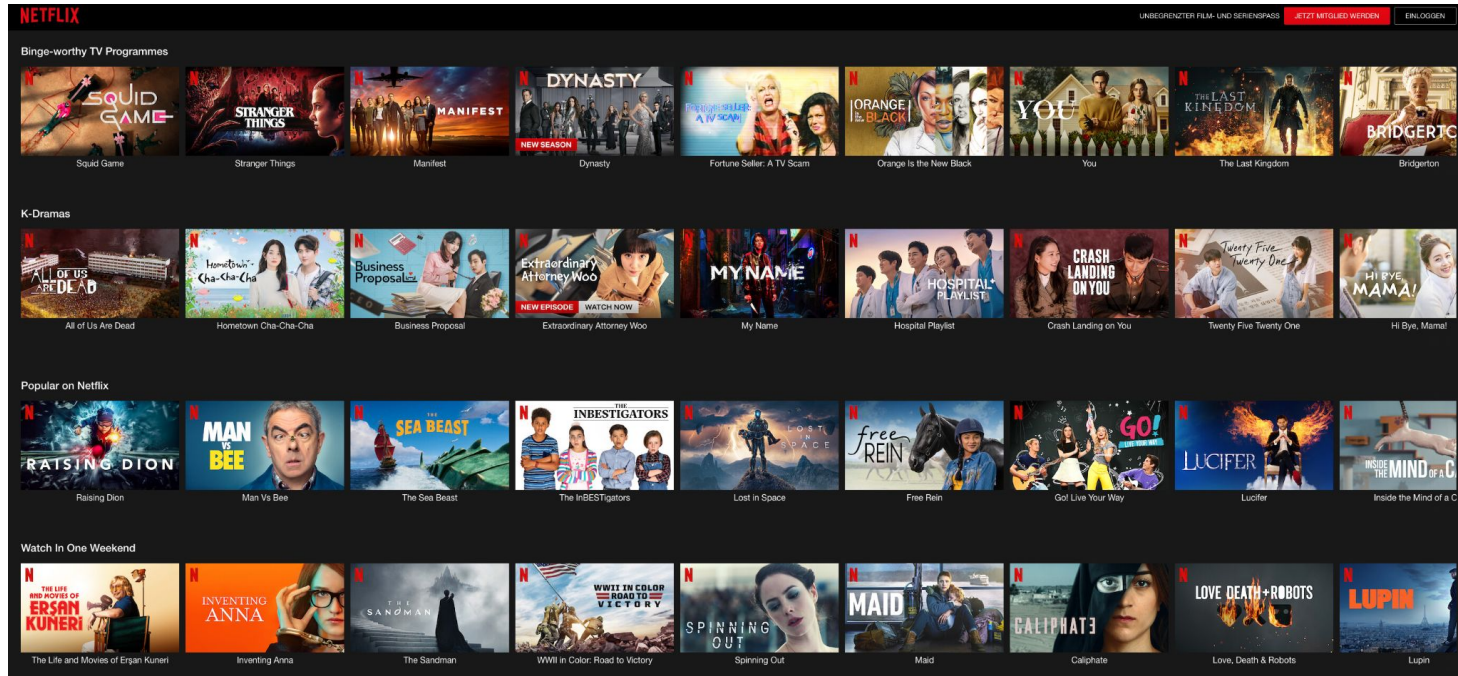 NETFLIX
UNBEGRENZTER FILM- UND SERIENSPASS JETZT MITGLIED WERDEN EINLOGGEN
Binge-worthy TV Programmes
SQUID GAME
STRANGER THINGS
MANIFEST
DYNASTY
NEW SEASON
FORTUNE SELLER: A TV SCAM
ORANGE IS THE NEW BLACK
YOU
THE LAST KINGDOM
BRIDGERTO
Squid Game Stranger Things Manifest Dynasty Fortune Seller: A TV Scam Orange Is the New Black You The Last Kingdom Bridgerton
K-Dramas
ALL OF US ARE DEAD
Hometown Cha-Cha-Cha
Business Proposal
Extraordinary Attorney Woo
NEW EPISODE WATCH NOW
MY NAME
HOSPITAL PLAYLIST
CRASH LANDING ON YOU
Twenty Five Twenty One
HI BYE, MAMA!
All of Us Are Dead Hometown Cha-Cha-Cha Business Proposal Extraordinary Attorney Woo My Name Hospital Playlist Crash Landing on You Twenty Five Twenty One Hi Bye, Mama!
Popular on Netflix
RAISING DION
MAN VS BEE
THE SEA BEAST
THE INBESTIGATORS
LOST IN SPACE
free REIN
GO! LIVE YOUR WAY
LUCIFER
INSIDE THE MIND OF A C
Raising Dion Man Vs Bee The Sea Beast The InBESTigators Lost in Space Free Rein Go! Live Your Way Lucifer Inside the Mind of a C
Watch In One Weekend
THE LIFE AND MOVIES OF ERŞAN KUNERİ
INVENTING ANNA
THE SANDMAN
WWII IN COLOR ROAD TO VICTORY
SPINNING OUT
MAID
CALIPHATE
LOVE DEATH + ROBOTS
LUPIN
The Life and Movies of Erşan Kuneri Inventing Anna The Sandman WWII in Color: Road to Victory Spinning Out Maid Caliphate Love, Death & Robots Lupin